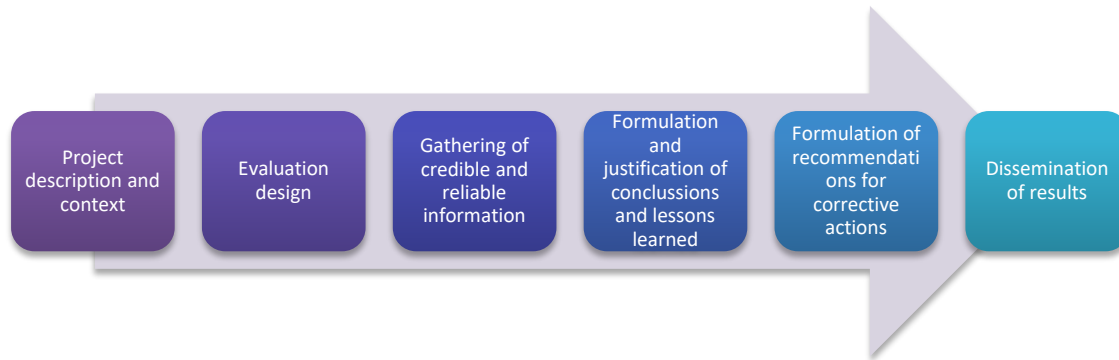 Project
description and
context
Evaluation
design
Gathering of
credible and
reliable
information
Formulation
and
justification of
conclussions
and lessons
learned
Formulation of
recommendati
ons for
corrective
actions
Dissemination
of results